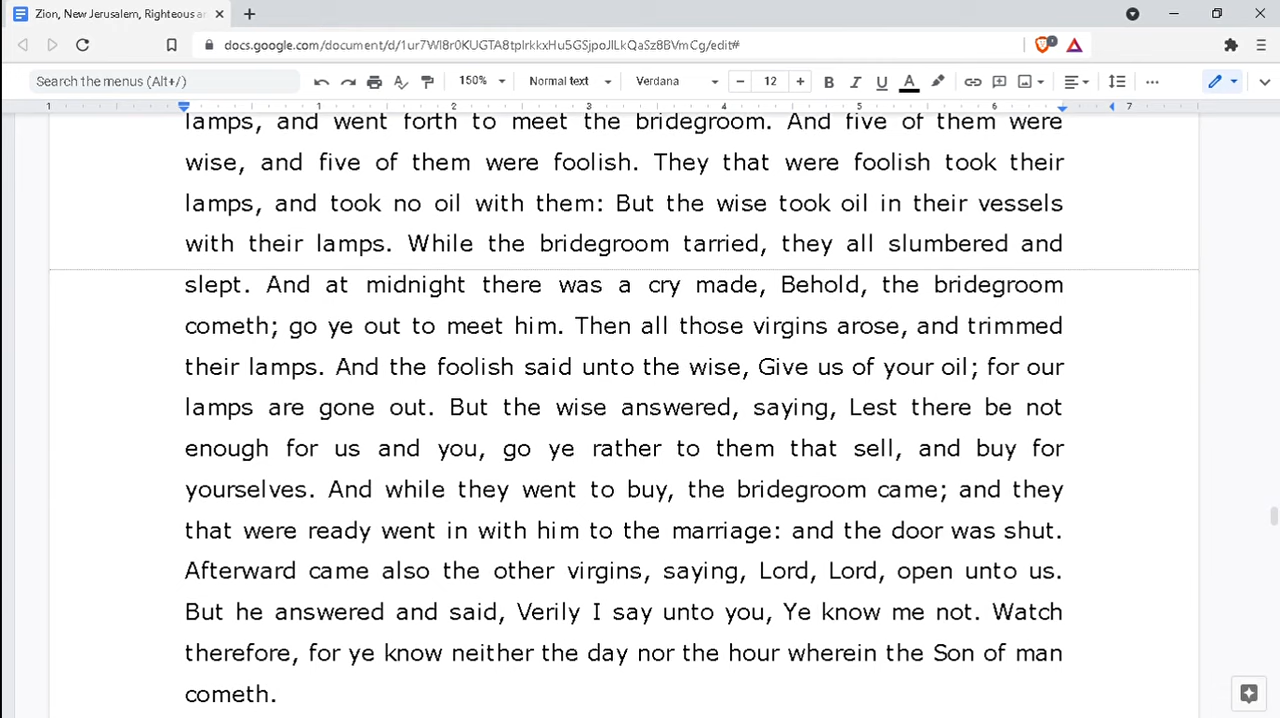 Zion, New Jerusalem, Righteous a
docs.google.com/document/d/1ur7Wl8r0KUGTA8tplrkkxHu5GSjpoJlLkQaSz8BVmCg/edit#
Search the menus (Alt+/)
150%
Normal text
Verdana
12
1 1 2 3 4 5 6 7
lamps, and went forth to meet the bridegroom. And five of them were
wise, and five of them were foolish. They that were foolish took their
lamps, and took no oil with them: But the wise took oil in their vessels
with their lamps. While the bridegroom tarried, they all slumbered and
slept. And at midnight there was a cry made, Behold, the bridegroom
cometh; go ye out to meet him. Then all those virgins arose, and trimmed
their lamps. And the foolish said unto the wise, Give us of your oil; for our
lamps are gone out. But the wise answered, saying, Lest there be not
enough for us and you, go ye rather to them that sell, and buy for
yourselves. And while they went to buy, the bridegroom came; and they
that were ready went in with him to the marriage: and the door was shut.
Afterward came also the other virgins, saying, Lord, Lord, open unto us.
But he answered and said, Verily I say unto you, Ye know me not. Watch
therefore, for ye know neither the day nor the hour wherein the Son of man
cometh.